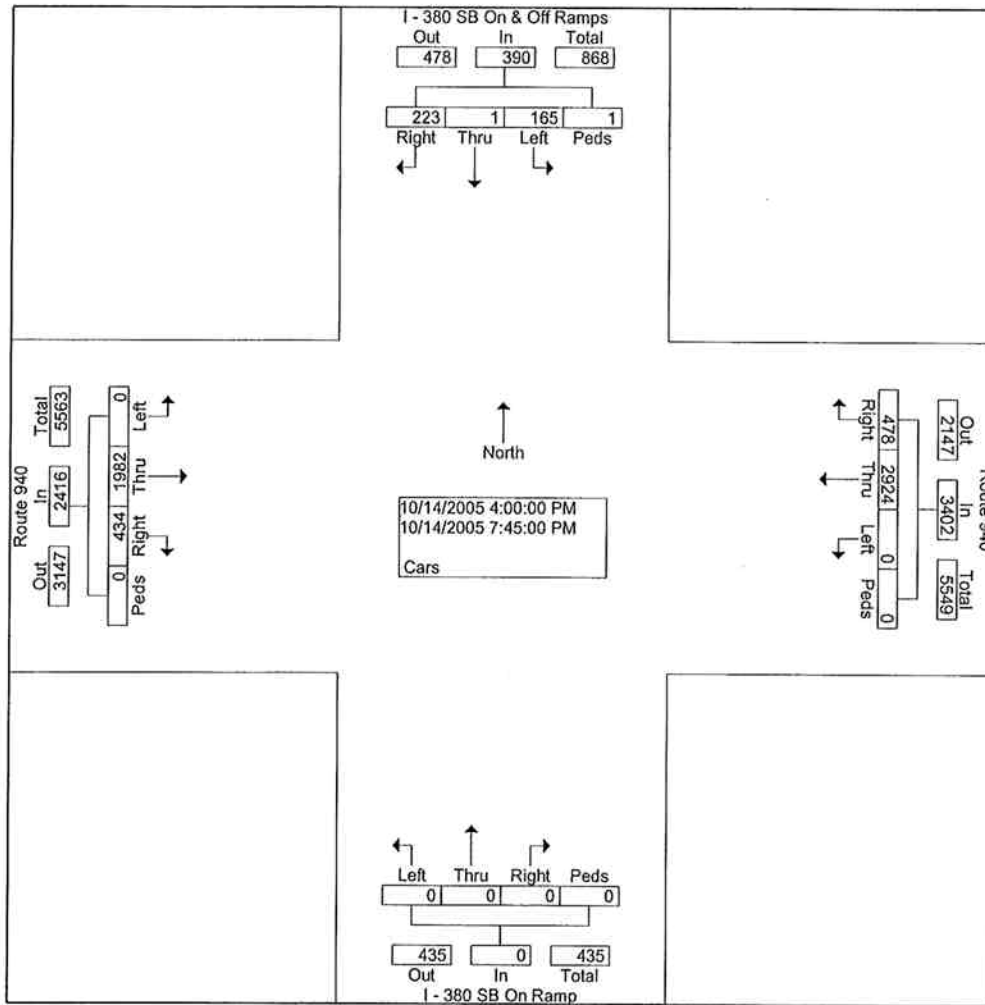 I - 380 SB On & Off Ramps
Out In Total
478 390 868
223 1 165 1
Right Thru Left Peds
Route 940
Total In Out
5563 2416 3147
0 1982 434 0
Left Thru Right Peds
North
10/14/2005 4:00:00 PM
10/14/2005 7:45:00 PM
Cars
Route 940
Out In Total
2147 3402 5549
478 2924 0 0
Right Thru Left Peds
Left Thru Right Peds
0 0 0 0
435 0 435
Out In Total
I - 380 SB On Ramp